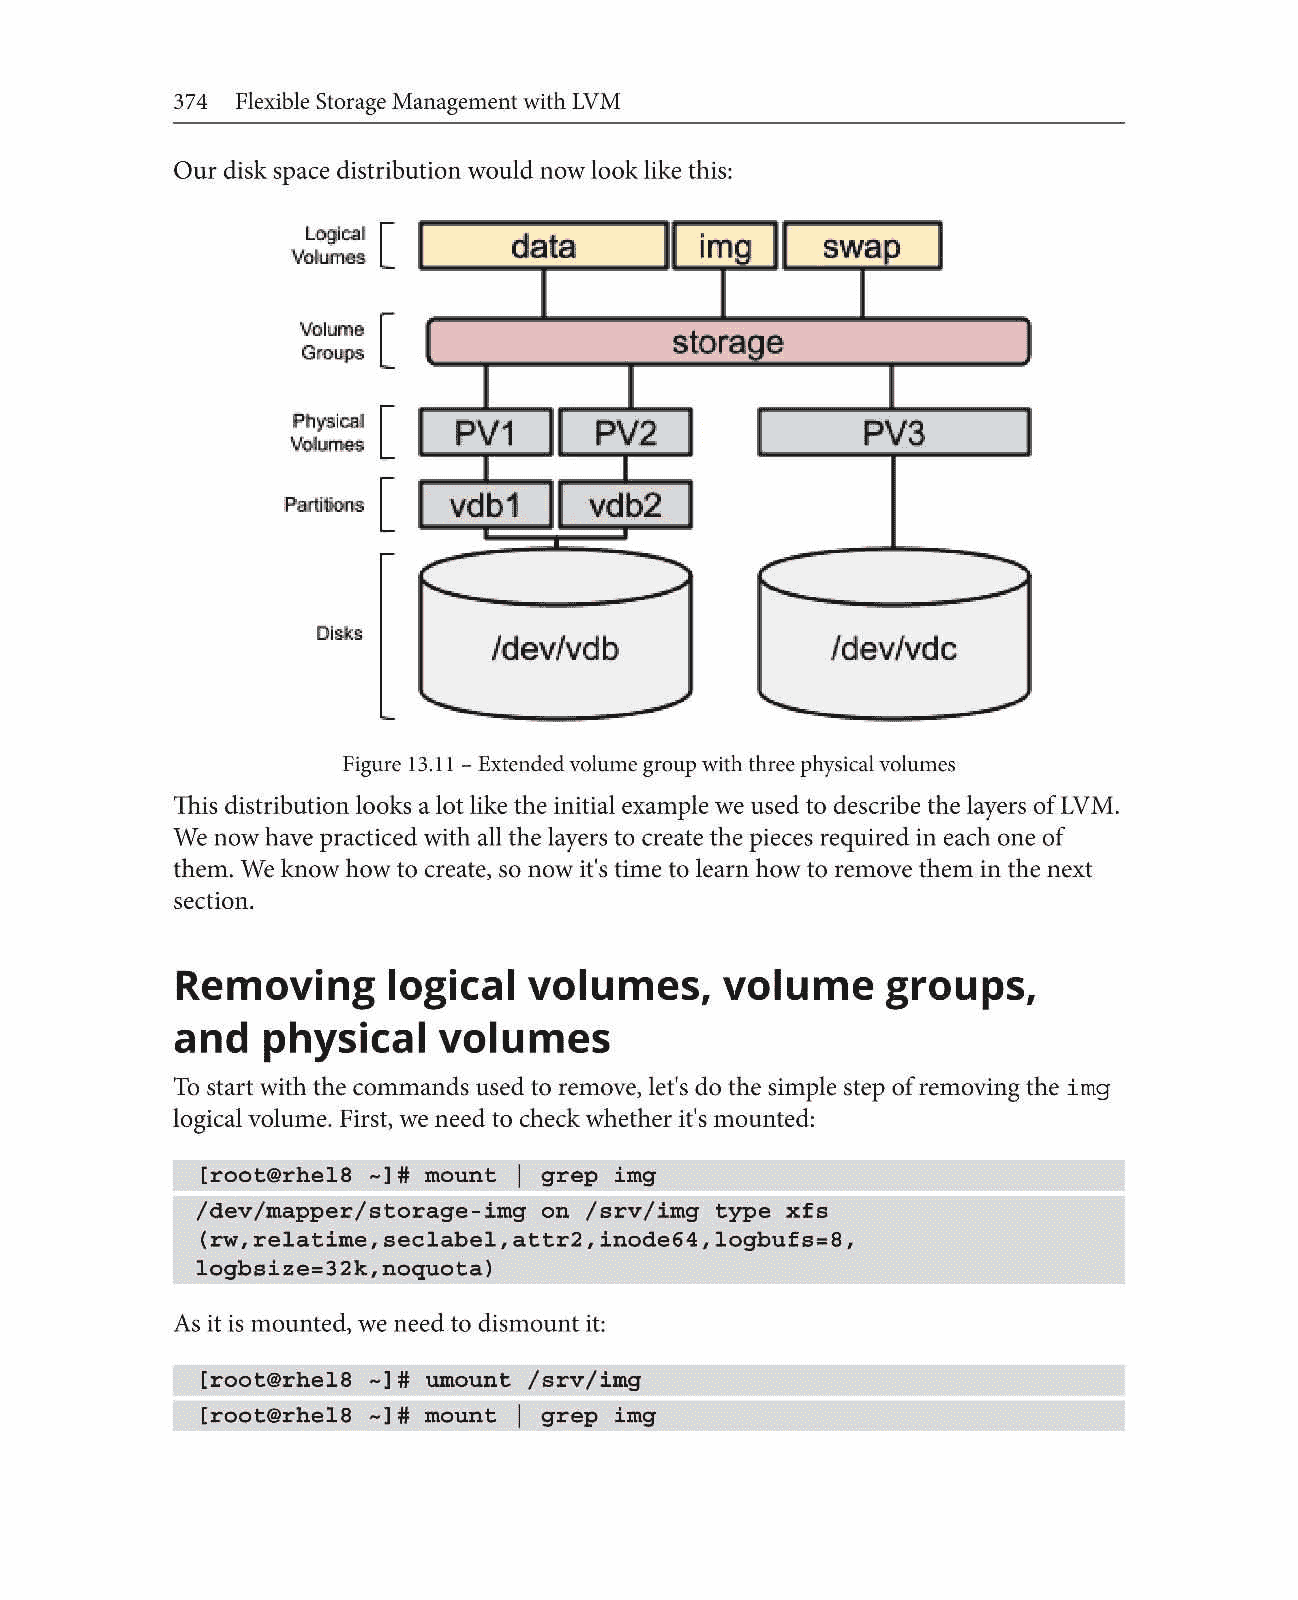 374 Flexible Storage Management with LVM
Our disk space distribution would now look like this:
Logical
Volumes
data img swap
Volume
Groups
storage
Physical
Volumes
PV1 PV2 PV3
Partitions
vdb1 vdb2
Disks
/dev/vdb /dev/vdc
Figure 13.11 – Extended volume group with three physical volumes
This distribution looks a lot like the initial example we used to describe the layers of LVM.
We now have practiced with all the layers to create the pieces required in each one of
them. We know how to create, so now it's time to learn how to remove them in the next
section.
Removing logical volumes, volume groups,
and physical volumes
To start with the commands used to remove, let's do the simple step of removing the img
logical volume. First, we need to check whether it's mounted:
[root@rhel8 ~]# mount | grep img
/dev/mapper/storage-img on /srv/img type xfs
(rw,relatime,seclabel,attr2,inode64,logbufs=8,
logbsize=32k,noquota)
As it is mounted, we need to dismount it:
[root@rhel8 ~]# umount /srv/img
[root@rhel8 ~]# mount | grep img